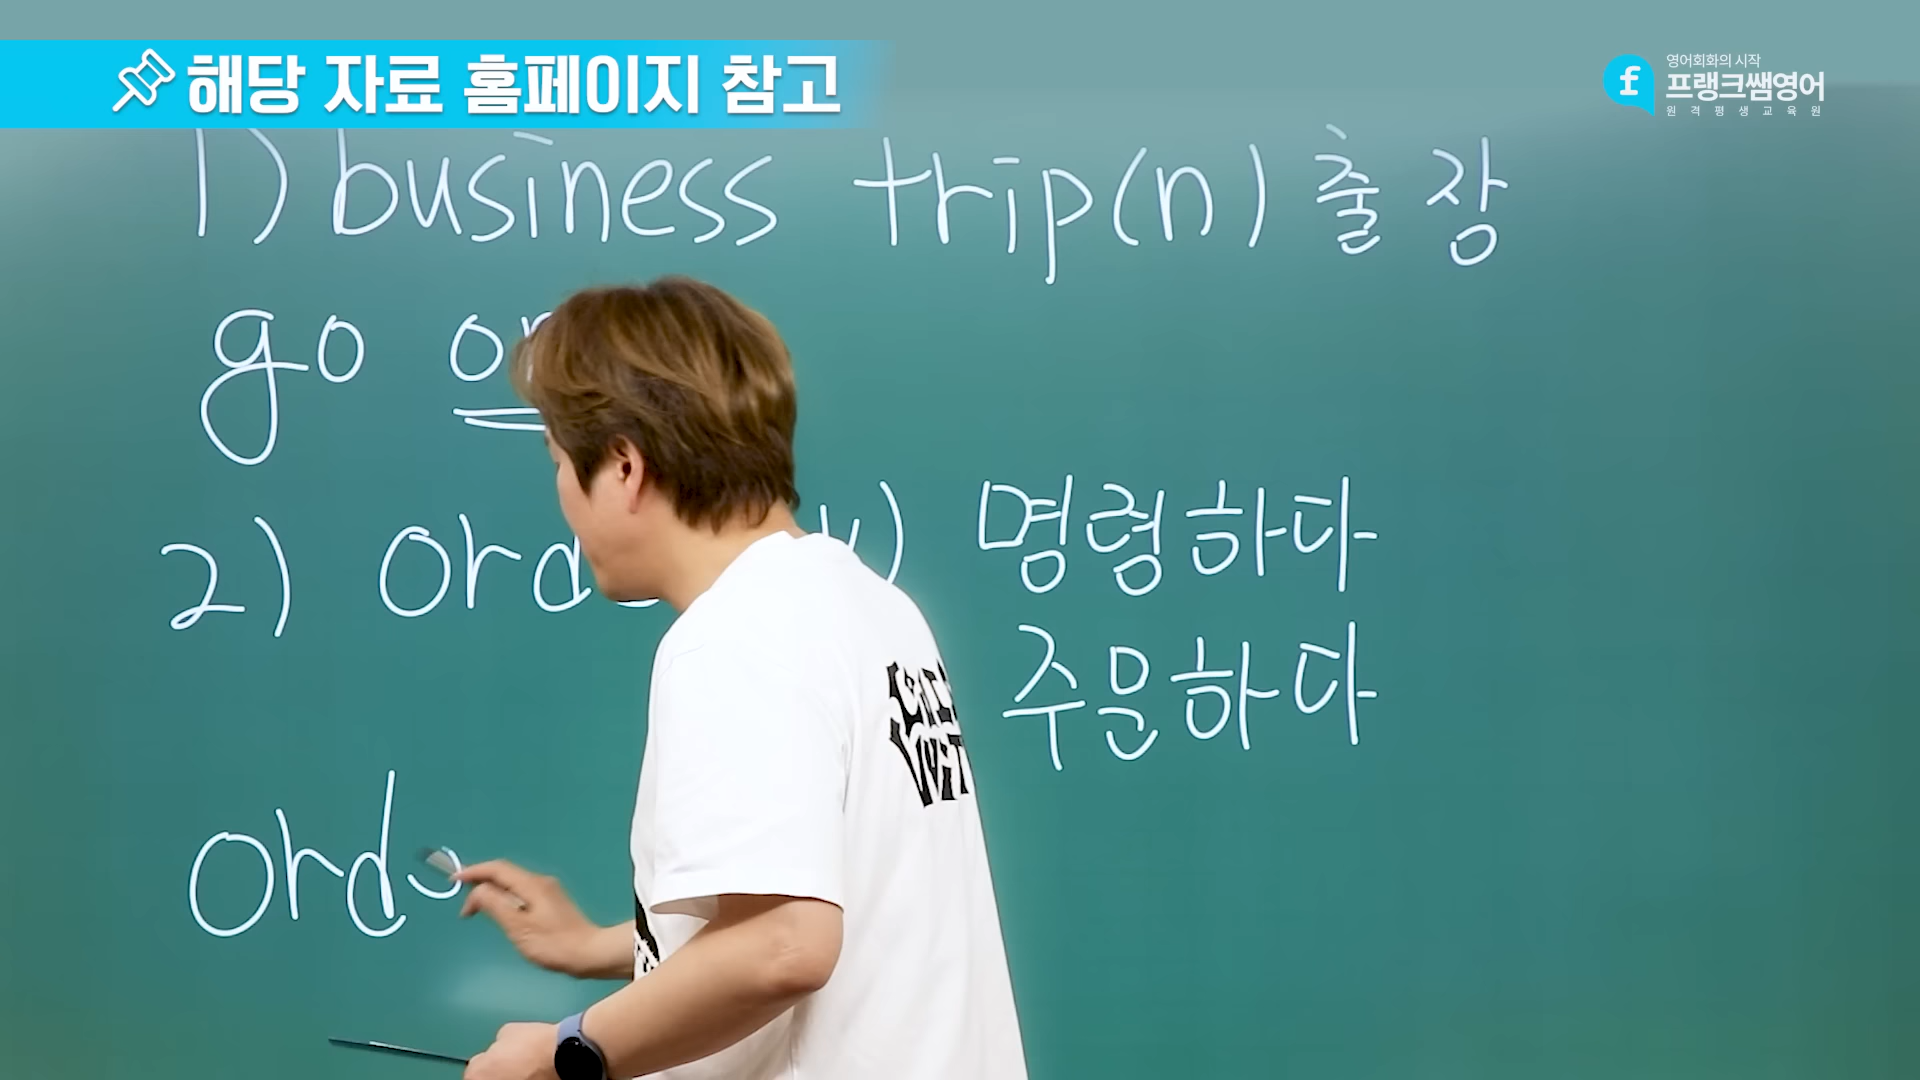 해당 자료 홈페이지 참고
영어회화의 시작
프랭크쌤영어
원격평생교육원
1) business trip(n) 출장
go on
2) ord v) 명령하다
주문하다
orde